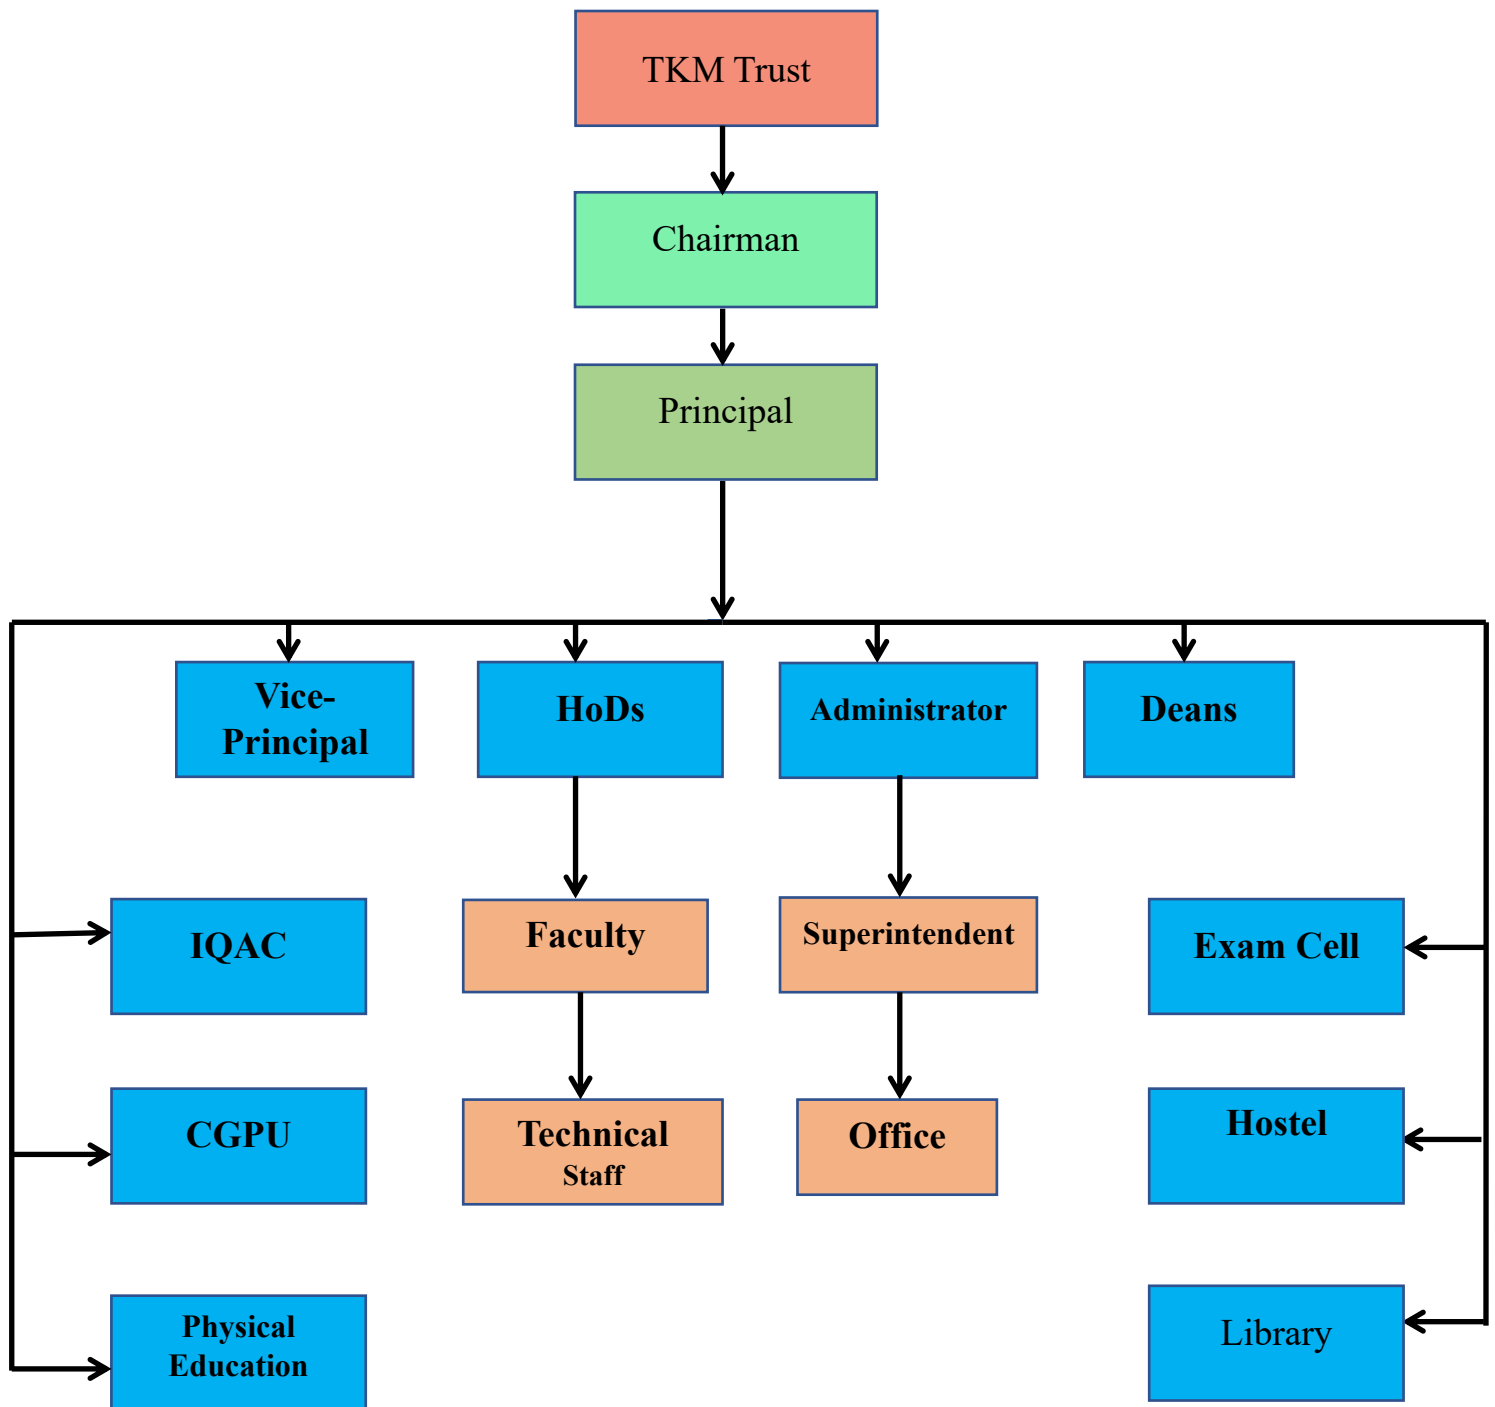 TKM Trust
Chairman
Principal
Vice-
Principal
HoDs
Administrator
Deans
IQAC
Faculty
Superintendent
Exam Cell
CGPU
Technical
Staff
Office
Hostel
Physical
Education
Library